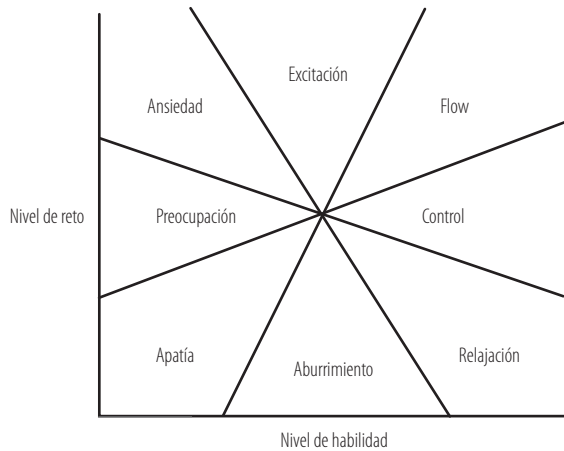 Excitación
Ansiedad
Flow
Nivel de reto
Preocupación
Control
Apatía
Aburrimiento
Relajación
Nivel de habilidad